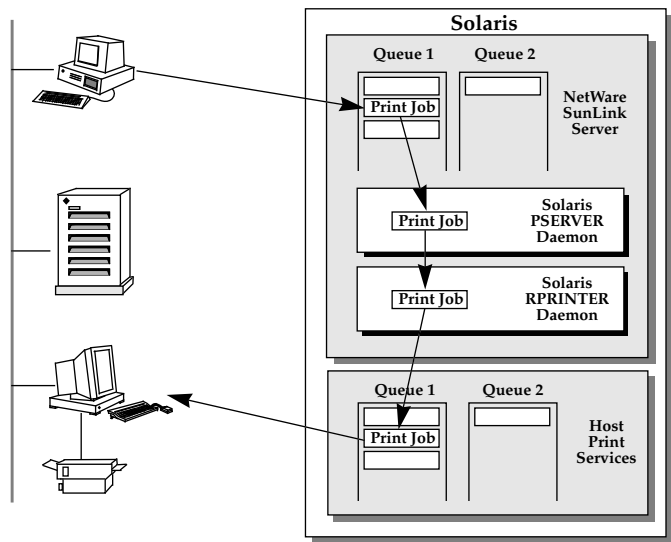 Solaris
Queue 1
Queue 2
Print Job
NetWare
SunLink
Server
Print Job
Solaris
PSERVER
Daemon
Print Job
Solaris
RPRINTER
Daemon
Queue 1
Queue 2
Print Job
Host
Print
Services